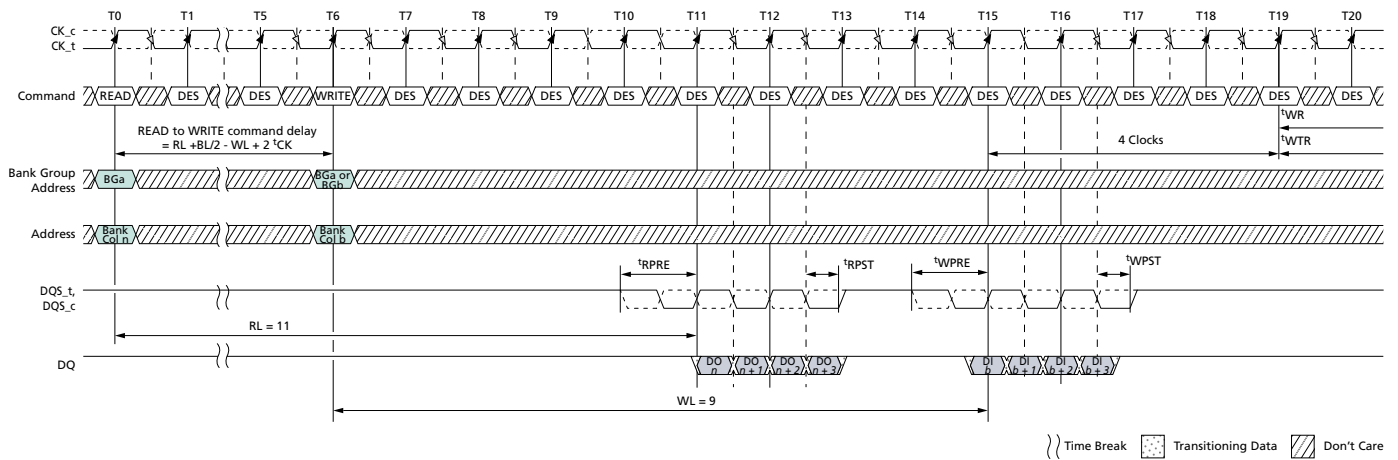 T0 T1 T5 T6 T7 T8 T9 T10 T11 T12 T13 T14 T15 T16 T17 T18 T19 T20
CK_c
CK_t
Command READ DES DES WRITE DES DES DES DES DES DES DES DES DES DES DES DES DES DES
tWR
READ to WRITE command delay
= RL +BL/2 - WL + 2 tCK
4 Clocks
tWTR
Bank Group
Address
BGa
BGa or
BGb
Address
Bank
Col n
Bank
Col b
tRPRE tRPST tWPRE tWPST
DQS_t,
DQS_c
RL = 11
DQ
DO
n
DO
n + 1
DO
n + 2
DO
n + 3
DI
b
DI
b + 1
DI
b + 2
DI
b + 3
WL = 9
Time Break Transitioning Data Don't Care